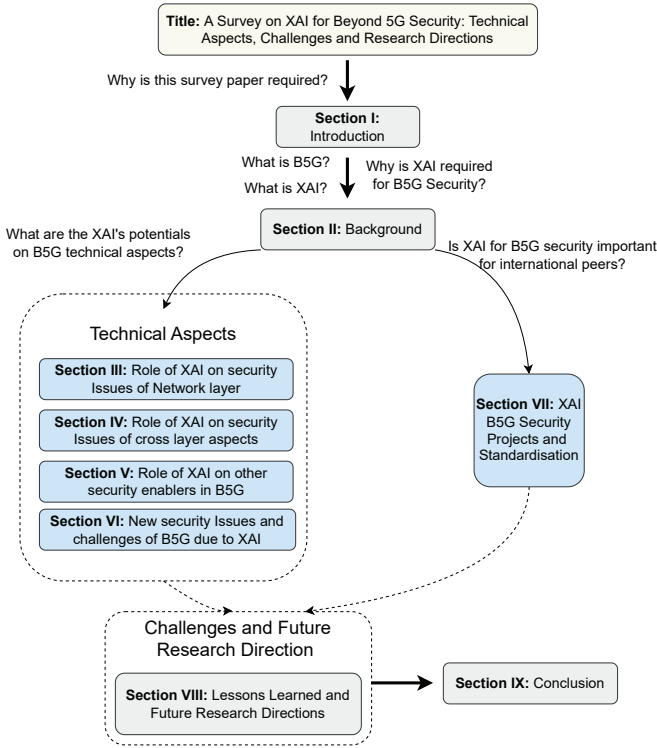 Title: A Survey on XAI for Beyond 5G Security: Technical
Aspects, Challenges and Research Directions
Why is this survey paper required?
Section I:
Introduction
What is B5G?
What is XAI?
Why is XAI required
for B5G Security?
Section II: Background
What are the XAI's potentials
on B5G technical aspects?
Is XAI for B5G security important
for international peers?
Technical Aspects
Section III: Role of XAI on security
Issues of Network layer
Section IV: Role of XAI on security
Issues of cross layer aspects
Section V: Role of XAI on other
security enablers in B5G
Section VI: New security Issues and
challenges of B5G due to XAI
Section VII: XAI
B5G Security
Projects and
Standardisation
Challenges and Future
Research Direction
Section VIII: Lessons Learned and
Future Research Directions
Section IX: Conclusion